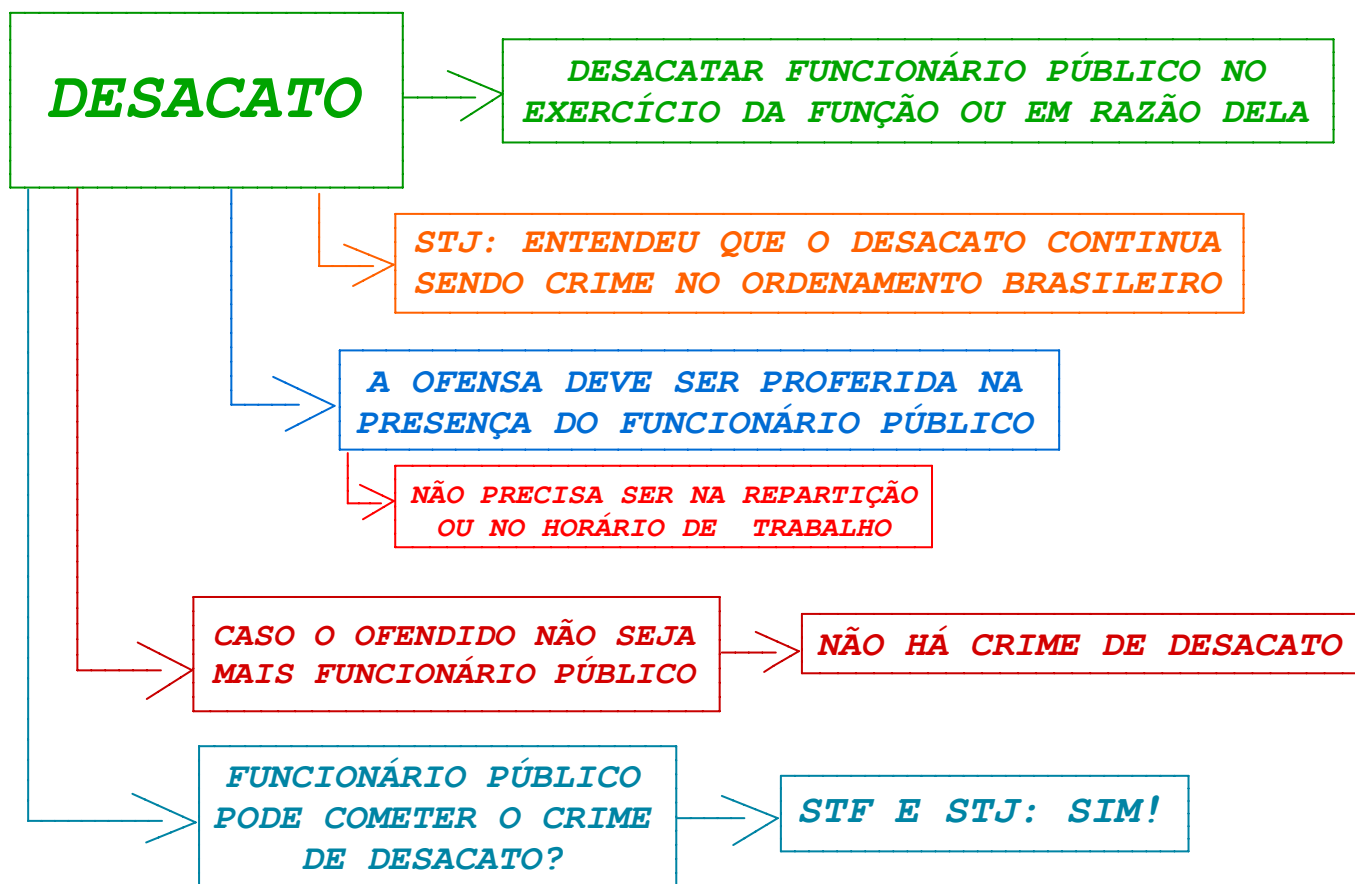 DESACATO
DESACATAR FUNCIONÁRIO PÚBLICO NO
EXERCÍCIO DA FUNÇÃO OU EM RAZÃO DELA
STJ: ENTENDEU QUE O DESACATO CONTINUA
SENDO CRIME NO ORDENAMENTO BRASILEIRO
A OFENSA DEVE SER PROFERIDA NA
PRESENÇA DO FUNCIONÁRIO PÚBLICO
NÃO PRECISA SER NA REPARTIÇÃO
OU NO HORÁRIO DE TRABALHO
CASO O OFENDIDO NÃO SEJA
MAIS FUNCIONÁRIO PÚBLICO
NÃO HÁ CRIME DE DESACATO
FUNCIONÁRIO PÚBLICO
PODE COMETER O CRIME
DE DESACATO?
STF E STJ: SIM!